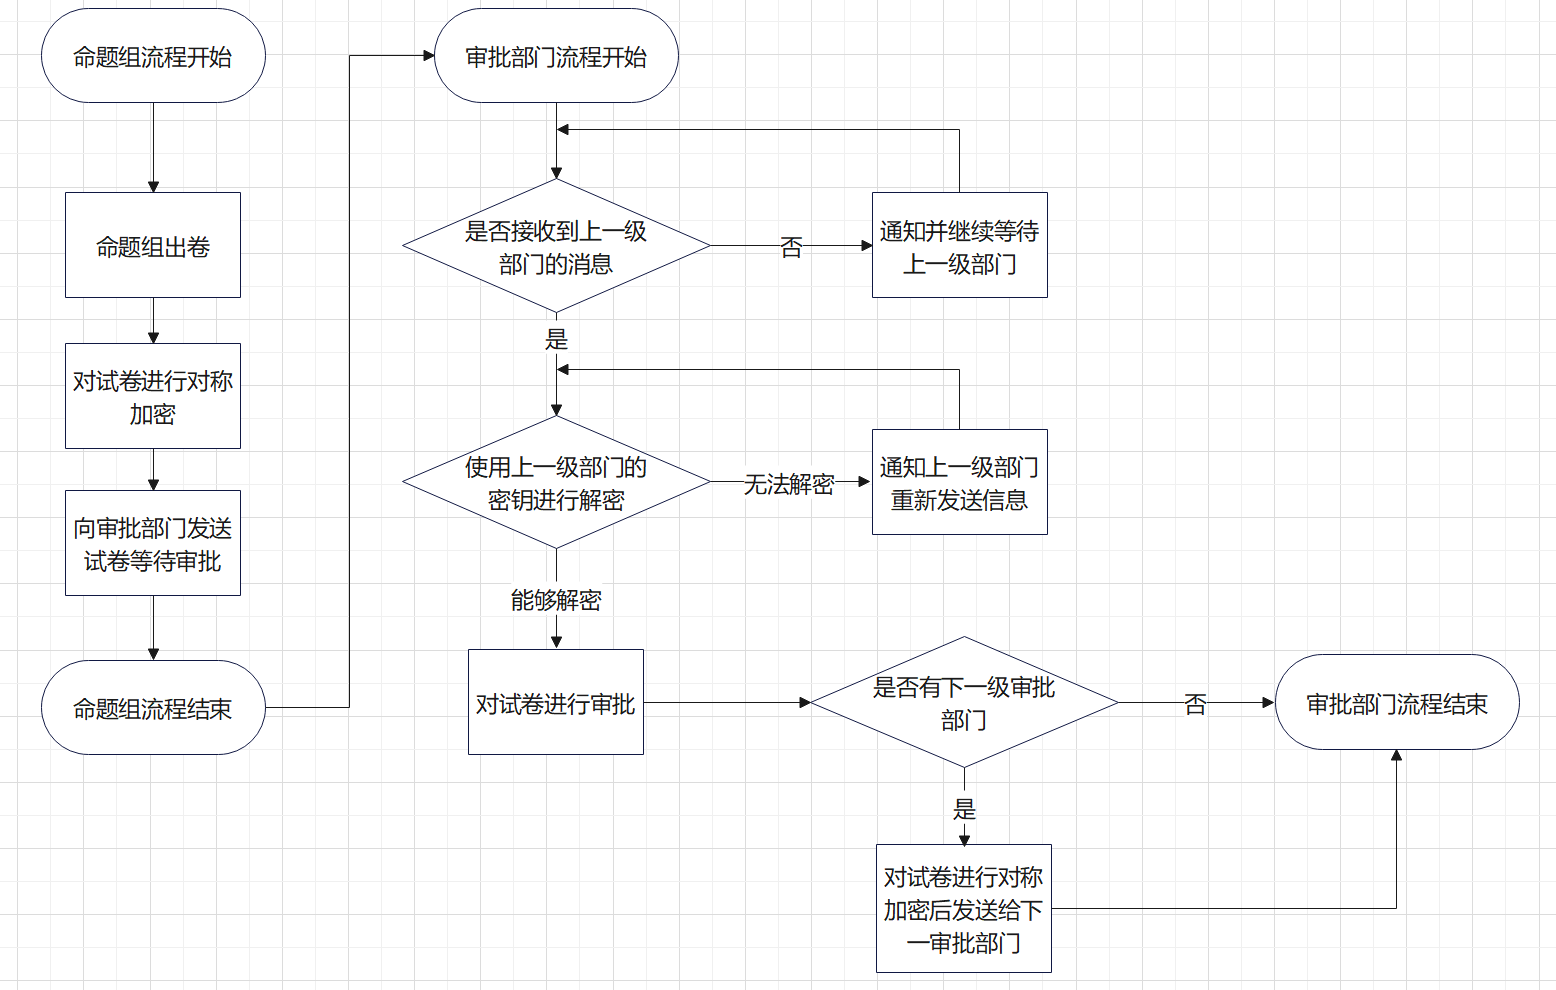 命题组流程开始
命题组出卷
对试卷进行对称
加密
向审批部门发送
试卷等待审批
命题组流程结束
审批部门流程开始
是否接收到上一级
部门的消息
否
通知并继续等待
上一级部门
是
使用上一级部门的
密钥进行解密
无法解密
通知上一级部门
重新发送信息
能够解密
对试卷进行审批
是否有下一级审批
部门
否
审批部门流程结束
是
对试卷进行对称
加密后发送给下
一审批部门